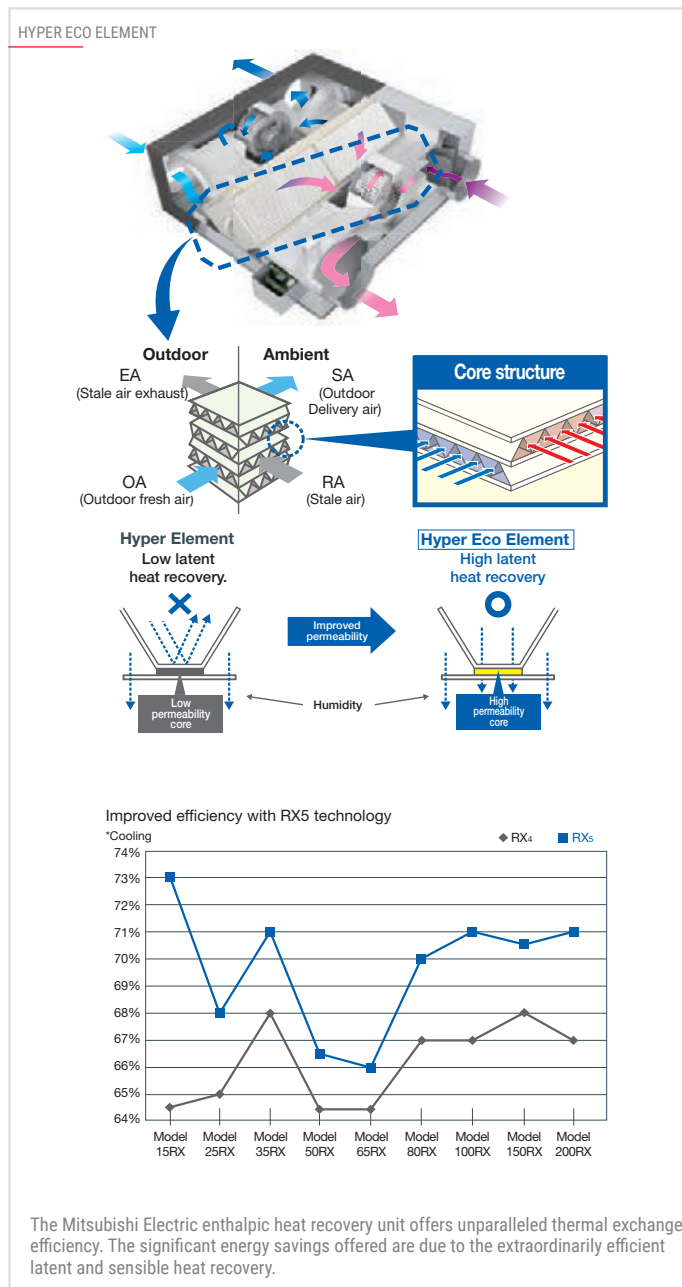 HYPER ECO ELEMENT
Outdoor
Ambient
EA
(Stale air exhaust)
SA
(Outdoor
Delivery air)
OA
(Outdoor fresh air)
RA
(Stale air)
Core structure
Hyper Element
Low latent
heat recovery.
Improved
permeability
Hyper Eco Element
High latent
heat recovery
Low
permeability
core
Humidity
High
permeability
core
Improved efficiency with RX5 technology
*Cooling
RX4
RX5
74%
73%
72%
71%
70%
68%
67%
66%
65%
64%
Model
15RX
Model
25RX
Model
35RX
Model
50RX
Model
65RX
Model
80RX
Model
100RX
Model
150RX
Model
200RX
The Mitsubishi Electric enthalpic heat recovery unit offers unparalleled thermal exchange
efficiency. The significant energy savings offered are due to the extraordinarily efficient
latent and sensible heat recovery.